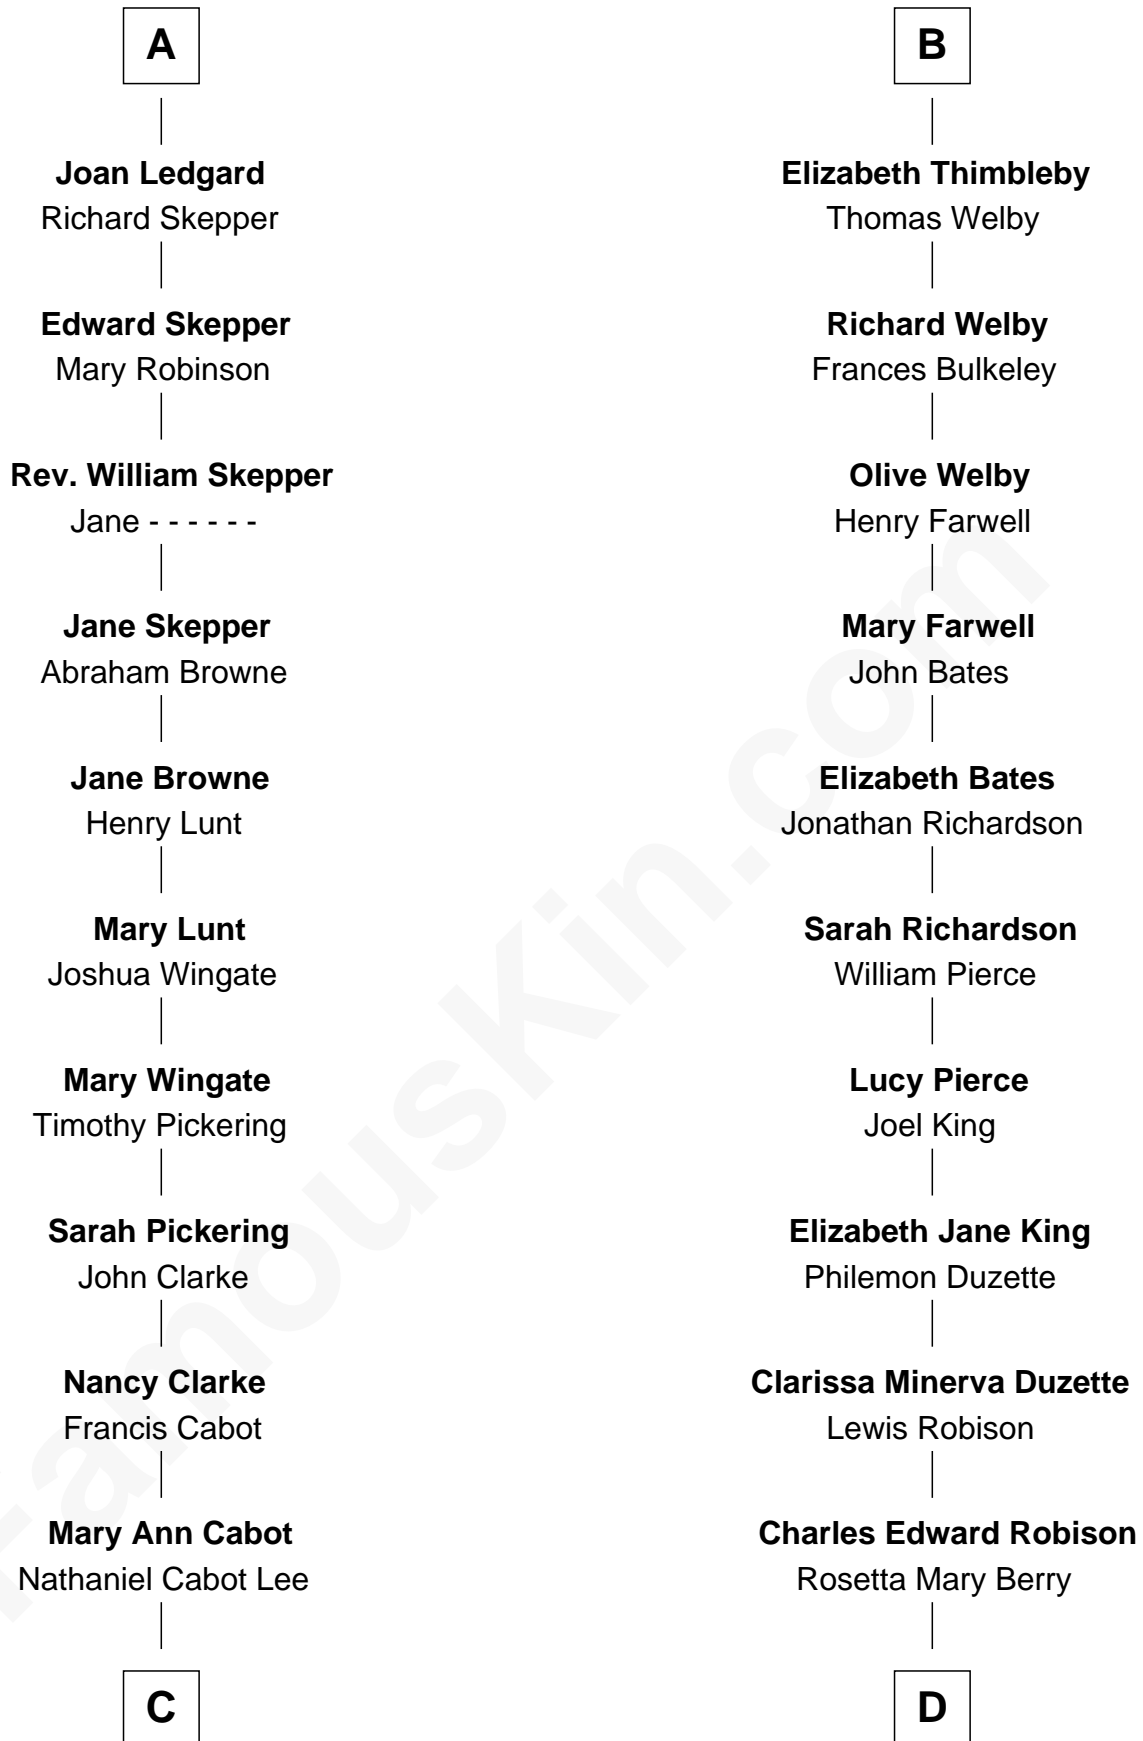 A
Joan Ledgard
Richard Skepper
Edward Skepper
Mary Robinson
Rev. William Skepper
Jane - - - - - -
Jane Skepper
Abraham Browne
Jane Browne
Henry Lunt
Mary Lunt
Joshua Wingate
Mary Wingate
Timothy Pickering
Sarah Pickering
John Clarke
Nancy Clarke
Francis Cabot
Mary Ann Cabot
Nathaniel Cabot Lee
C
B
Elizabeth Thimbleby
Thomas Welby
Richard Welby
Frances Bulkeley
Olive Welby
Henry Farwell
Mary Farwell
John Bates
Elizabeth Bates
Jonathan Richardson
Sarah Richardson
William Pierce
Lucy Pierce
Joel King
Elizabeth Jane King
Philemon Duzette
Clarissa Minerva Duzette
Lewis Robison
Charles Edward Robison
Rosetta Mary Berry
D
FamousKin.com